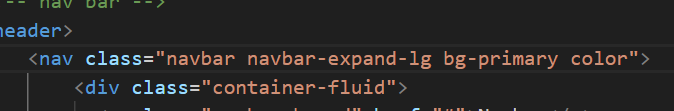 -- nav bar -->
header>
<nav class="navbar navbar-expand-lg bg-primary color">
<div class="container-fluid">